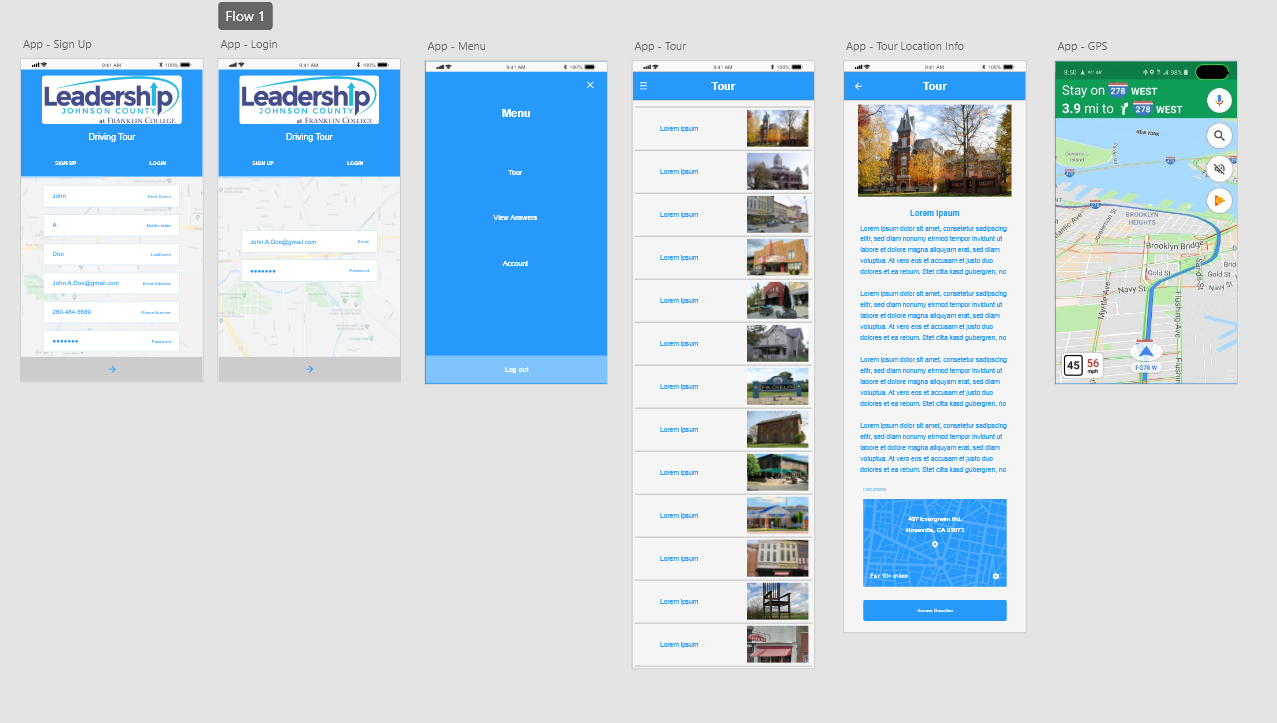 Flow 1
App - Sign Up
9:41 AM
100%
Leadership
JOHNSON COUNTY
at FRANKLIN COLLEGE
Driving Tour
SIGN UP
LOGIN
John
First Name
A
Middle Initial
Doe
Last Name
John.A.Doe@gmail.com
Email Address
260-484-5589
Phone Number
•••••••
Password
App - Login
9:41 AM
100%
Leadership
JOHNSON COUNTY
at FRANKLIN COLLEGE
Driving Tour
SIGN UP
LOGIN
John.A.Doe@gmail.com
Email
•••••••
Password
App - Menu
9:41 AM
100%
Menu
Tour
View Answers
Account
Log out
App - Tour
9:41 AM
100%
Tour
Lorem Ipsum
Lorem Ipsum
Lorem Ipsum
Lorem Ipsum
Lorem Ipsum
Lorem Ipsum
Lorem Ipsum
Lorem Ipsum
Lorem Ipsum
Lorem Ipsum
Lorem Ipsum
Lorem Ipsum
Lorem Ipsum
App - Tour Location Info
9:41 AM
100%
Tour
Lorem Ipsum
Lorem ipsum dolor sit amet, consetetur sadipscing
elitr, sed diam nonumy eirmod tempor invidunt ut
labore et dolore magna aliquyam erat, sed diam
voluptua. At vero eos et accusam et justo duo
dolores et ea rebum. Stet clita kasd gubergren, no
Lorem ipsum dolor sit amet, consetetur sadipscing
elitr, sed diam nonumy eirmod tempor invidunt ut
labore et dolore magna aliquyam erat, sed diam
voluptua. At vero eos et accusam et justo duo
dolores et ea rebum. Stet clita kasd gubergren, no
Lorem ipsum dolor sit amet, consetetur sadipscing
elitr, sed diam nonumy eirmod tempor invidunt ut
labore et dolore magna aliquyam erat, sed diam
voluptua. At vero eos et accusam et justo duo
dolores et ea rebum. Stet clita kasd gubergren, no
Lorem ipsum dolor sit amet, consetetur sadipscing
elitr, sed diam nonumy eirmod tempor invidunt ut
labore et dolore magna aliquyam erat, sed diam
voluptua. At vero eos et accusam et justo duo
dolores et ea rebum. Stet clita kasd gubergren, no
Location
497 Evergreen Rd.
Roseville, CA 95673
Far 10+ miles
App - GPS
8:50
98%
Stay on 278 WEST
3.9 mi to 278 WEST
NEW YORK
Governors
Island
BROOKLYN
HEIGHTS
Brooklyn Bridge
Gold St
Gold St
Navy St
N Navy St
45
56
mph
I-278 W